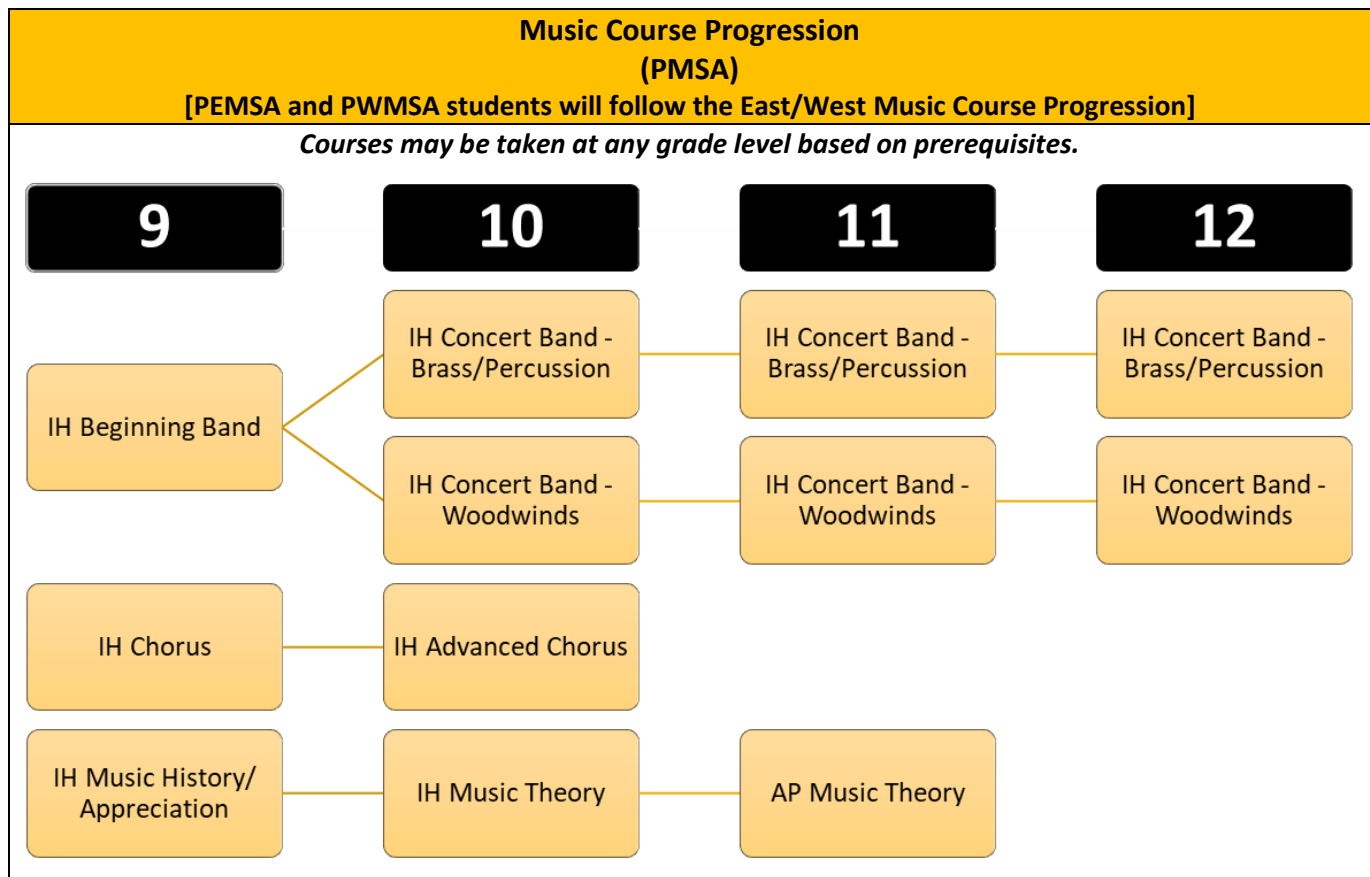 Music Course Progression
(PMSA)
[PEMSA and PWMSA students will follow the East/West Music Course Progression]
Courses may be taken at any grade level based on prerequisites.
9
10
11
12
IH Beginning Band
IH Concert Band -
Brass/Percussion
IH Concert Band -
Brass/Percussion
IH Concert Band -
Brass/Percussion
IH Concert Band -
Woodwinds
IH Concert Band -
Woodwinds
IH Concert Band -
Woodwinds
IH Chorus
IH Advanced Chorus
IH Music History/
Appreciation
IH Music Theory
AP Music Theory